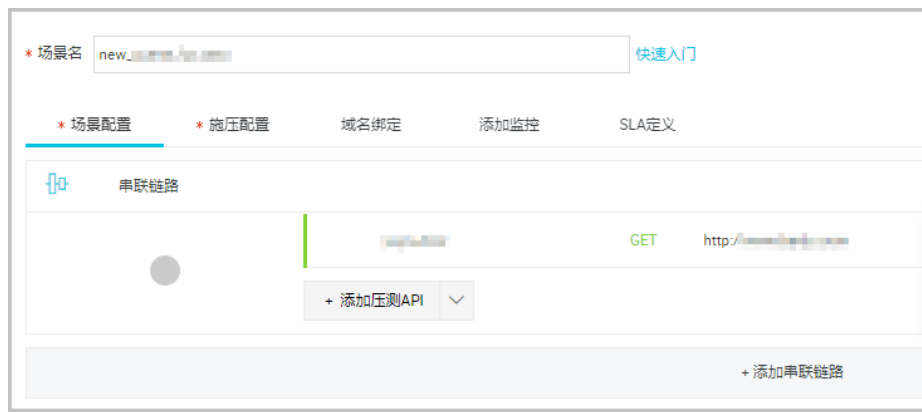 * 场景名 new_ 快速入门
* 场景配置 * 施压配置 域名绑定 添加监控 SLA定义
串联链路
GET http:/
+ 添加压测API
+ 添加串联链路